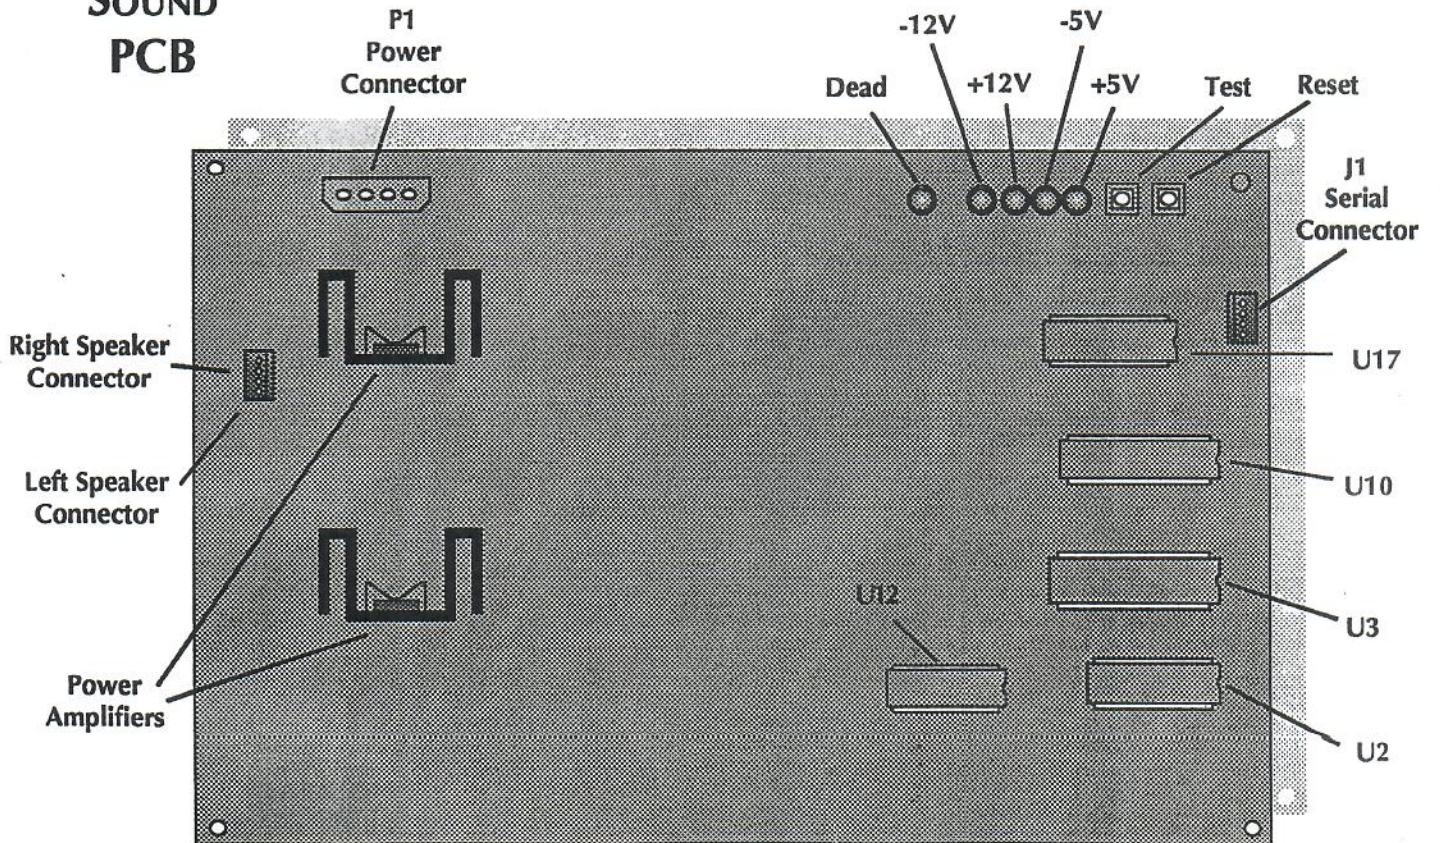 SOUND
PCB
P1
Power
Connector
-12V
-5V
Dead
+12V
+5V
Test
Reset
J1
Serial
Connector
Right Speaker
Connector
U17
Left Speaker
Connector
U10
U12
U3
Power
Amplifiers
U2